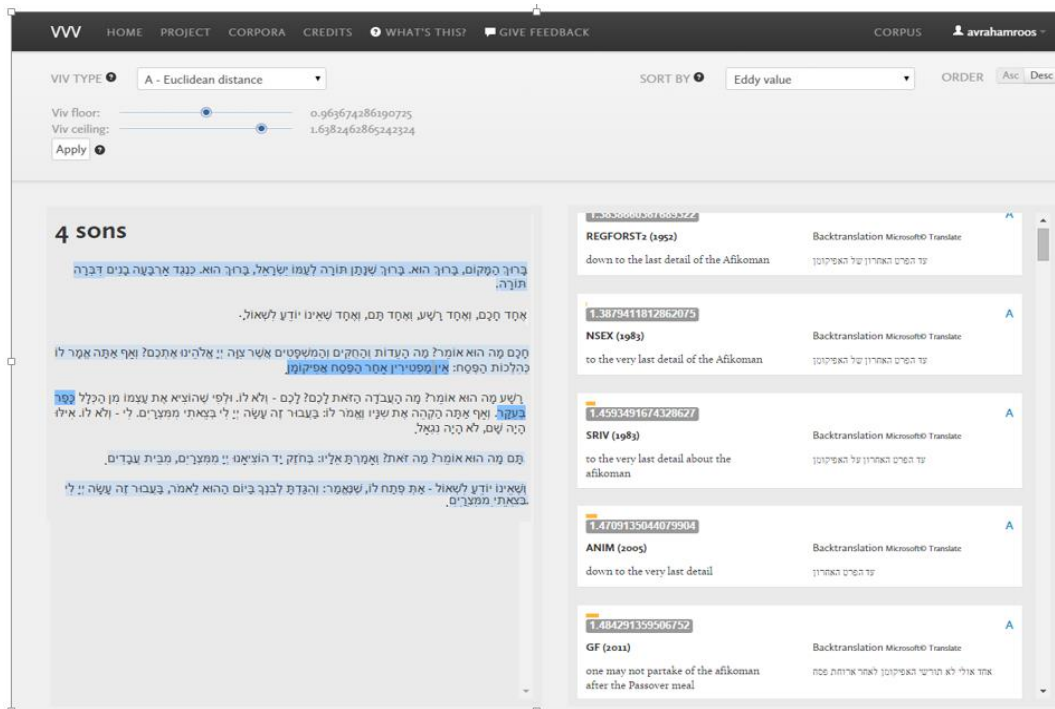 VVV HOME PROJECT CORPORA CREDITS WHAT'S THIS? GIVE FEEDBACK CORPUS avrahamroos
VIV TYPE A - Euclidean distance SORT BY Eddy value ORDER Asc Desc
Viv floor: 0.963674286190725
Viv ceiling: 1.6382462865242324
Apply
4 sons
בָּרוּךְ הַמָּקוֹם, בָּרוּךְ הוּא. בָּרוּךְ שֶׁנָּתַן תּוֹרָה לְעַמּוֹ יִשְׂרָאֵל, בָּרוּךְ הוּא. כְּנֶגֶד אַרְבָּעָה בָנִים דִּבְּרָה
תּוֹרָה.
אֶחָד חָכָם, וְאֶחָד רָשָׁע, וְאֶחָד תָּם, וְאֶחָד שֶׁאֵינוֹ יוֹדֵעַ לִשְׁאוֹל.
חָכָם מָה הוּא אוֹמֵר? מָה הָעֵדוֹת וְהַחֻקִּים וְהַמִּשְׁפָּטִים אֲשֶׁר צִוָּה יְיָ אֱלֹהֵינוּ אֶתְכֶם? וְאַף אַתָּה אֱמָר לוֹ
כְּהִלְכוֹת הַפֶּסַח: אֵין מַפְטִירִין אַחַר הַפֶּסַח אֲפִיקוֹמָן
רָשָׁע מָה הוּא אוֹמֵר? מָה הָעֲבֹדָה הַזֹּאת לָכֶם? לָכֶם - וְלֹא לוֹ. וּלְפִי שֶׁהוֹצִיא אֶת עַצְמוֹ מִן הַכְּלָל כָּפַר
בְּעִקָּר. וְאַף אַתָּה הַקְהֵה אֶת שִׁנָּיו וֶאֱמֹר לוֹ: בַּעֲבוּר זֶה עָשָׂה יְיָ לִי בְּצֵאתִי מִמִּצְרָיִם. לִי - וְלֹא לוֹ. אִילּוּ
הָיָה שָׁם, לֹא הָיָה נִגְאָל
תָּם מָה הוּא אוֹמֵר? מַה זֹּאת? וְאָמַרְתָּ אֵלָיו: בְּחֹזֶק יָד הוֹצִיאָנוּ יְיָ מִמִּצְרַיִם, מִבֵּית עֲבָדִים
וְשֶׁאֵינוֹ יוֹדֵעַ לִשְׁאוֹל - אַתְּ פְּתַח לוֹ, שֶׁנֶּאֱמַר: וְהִגַּדְתָּ לְבִנְךָ בַּיּוֹם הַהוּא לֵאמֹר, בַּעֲבוּר זֶה עָשָׂה יְיָ לִי
בְּצֵאתִי מִמִּצְרָיִם
A
REGFORST2 (1952) Backtranslation Microsoft© Translate
down to the last detail of the Afikoman עד הפרט האחרון של האפיקומן
1.3879411812862075 A
NSEX (1983) Backtranslation Microsoft© Translate
to the very last detail of the Afikoman עד הפרט האחרון של האפיקומן
1.4593491674328627 A
SRIV (1983) Backtranslation Microsoft© Translate
to the very last detail about the עד הפרט האחרון על האפיקומן
afikoman
1.4709135044079904 A
ANIM (2005) Backtranslation Microsoft© Translate
down to the very last detail עד הפרט האחרון
1.484291359506752 A
GF (2011) Backtranslation Microsoft© Translate
one may not partake of the afikoman אחד אולי לא תורשי האפיקומן לאחר ארוחת פסח
after the Passover meal